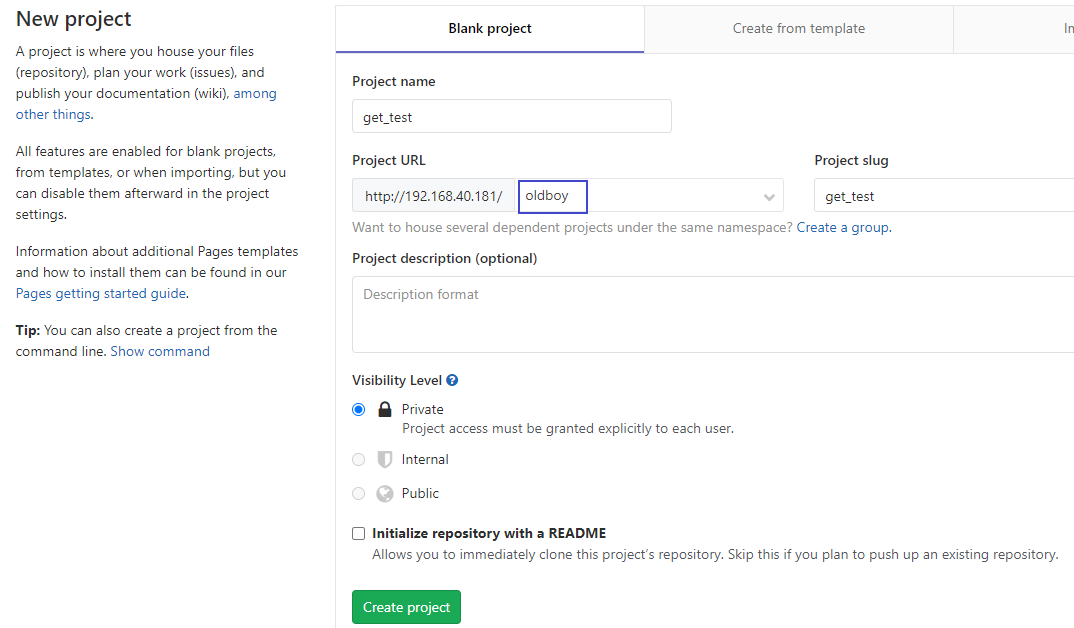 New project
A project is where you house your files
(repository), plan your work (issues), and
publish your documentation (wiki), among
other things.
All features are enabled for blank projects,
from templates, or when importing, but you
can disable them afterward in the project
settings.
Information about additional Pages templates
and how to install them can be found in our
Pages getting started guide.
Tip: You can also create a project from the
command line. Show command
Blank project
Create from template
Project name
get_test
Project URL
Project slug
http://192.168.40.181/
oldboy
get_test
Want to house several dependent projects under the same namespace? Create a group.
Project description (optional)
Description format
Visibility Level
Private
Project access must be granted explicitly to each user.
Internal
Public
Initialize repository with a README
Allows you to immediately clone this project’s repository. Skip this if you plan to push up an existing repository.
Create project